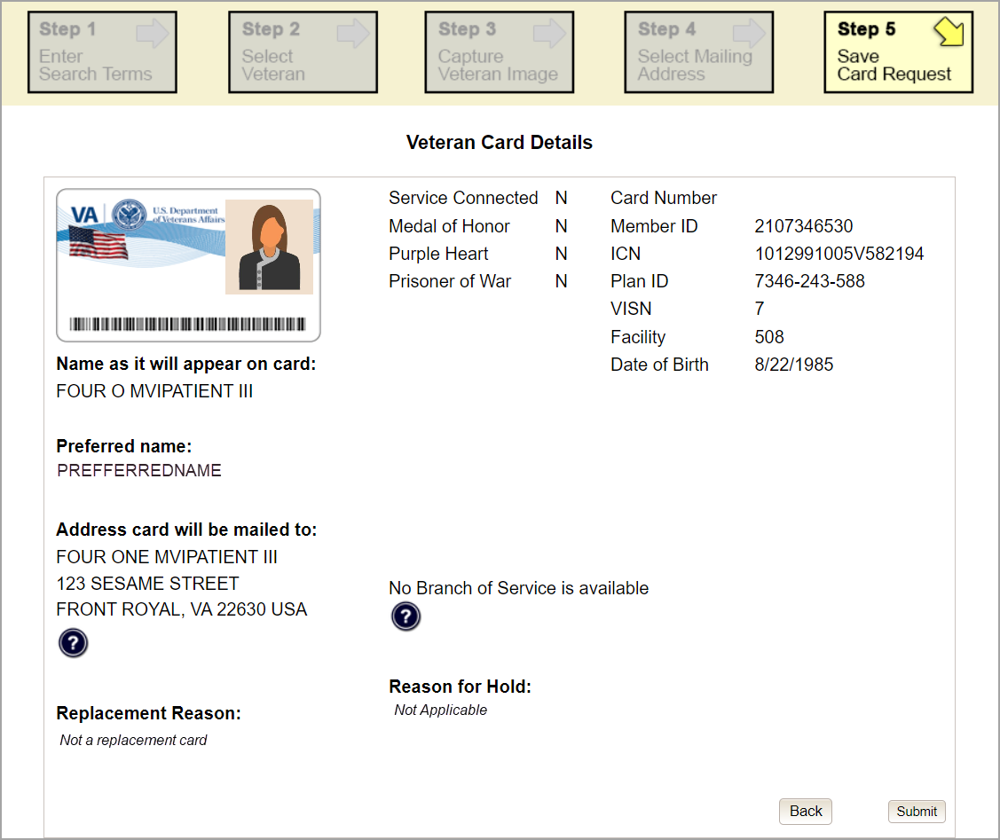 Step 1
Enter
Search Terms
Step 2
Select
Veteran
Step 3
Capture
Veteran Image
Step 4
Select Mailing
Address
Step 5
Save
Card Request
Veteran Card Details
VA
U.S. Department
of Veterans Affairs
Name as it will appear on card:
FOUR O MVIPATIENT III
Preferred name:
PREFFERREDNAME
Address card will be mailed to:
FOUR ONE MVIPATIENT III
123 SESAME STREET
FRONT ROYAL, VA 22630 USA
?
Replacement Reason:
Not a replacement card
Service Connected N
Medal of Honor N
Purple Heart N
Prisoner of War N
No Branch of Service is available
?
Reason for Hold:
Not Applicable
Card Number
Member ID 2107346530
ICN 1012991005V582194
Plan ID 7346-243-588
VISN 7
Facility 508
Date of Birth 8/22/1985
Back
Submit